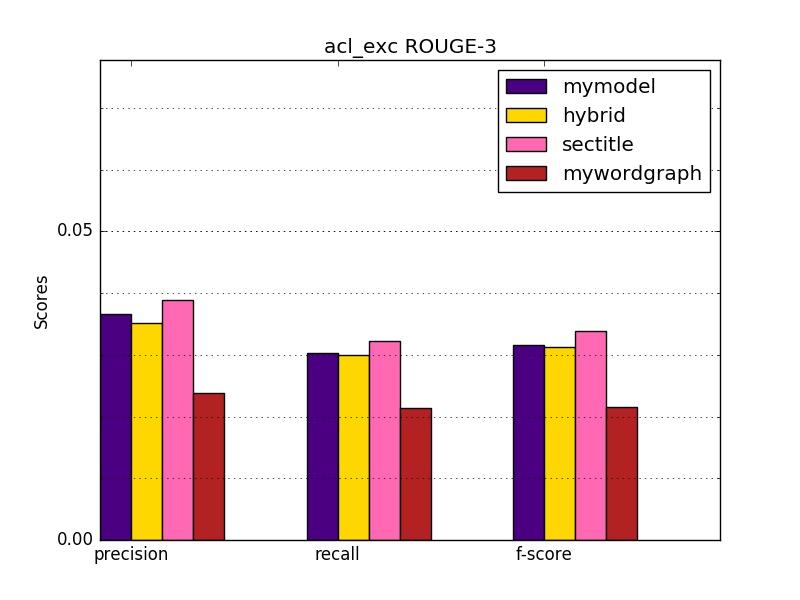 acl_exc ROUGE-3
mymodel
hybrid
sectitle
mywordgraph
0.05
Scores
0.00
precision
recall
f-score